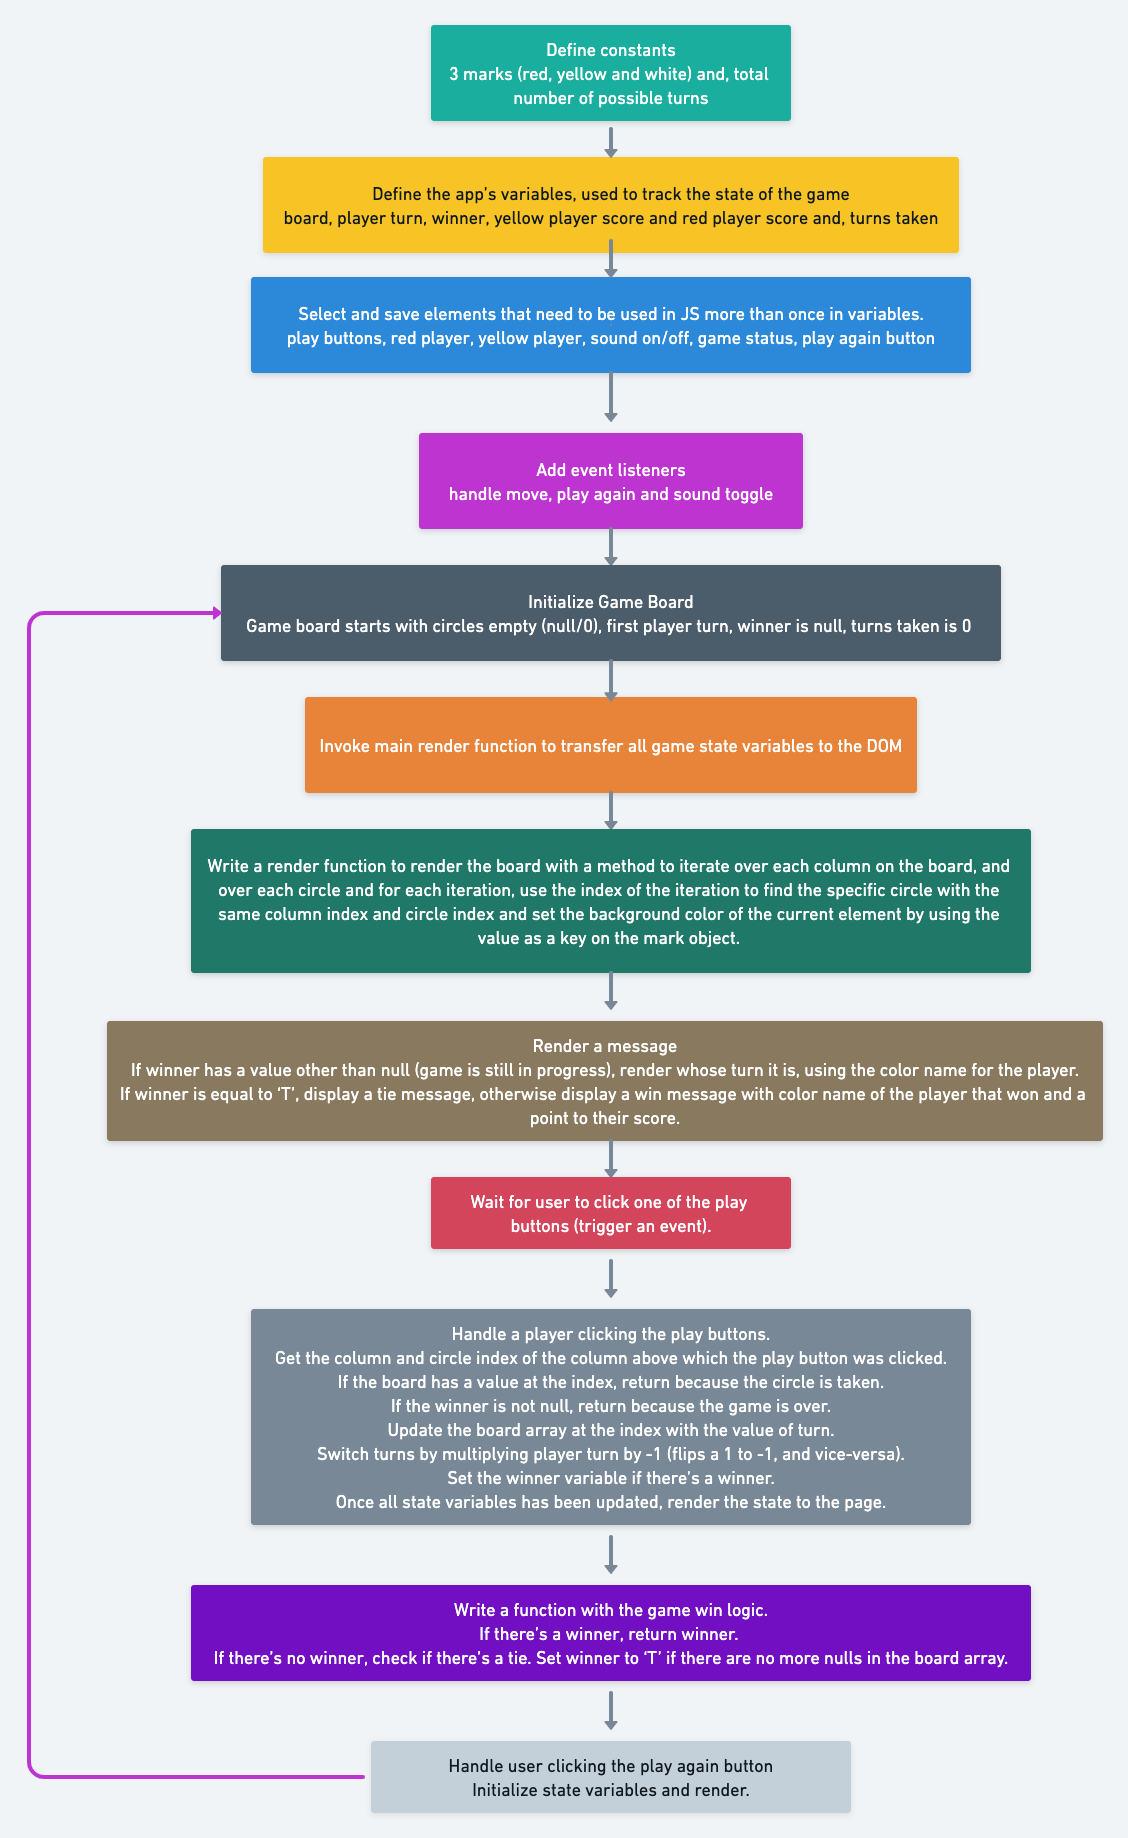 Define constants
3 marks (red, yellow and white) and, total
number of possible turns
Define the app’s variables, used to track the state of the game
board, player turn, winner, yellow player score and red player score and, turns taken
Select and save elements that need to be used in JS more than once in variables.
play buttons, red player, yellow player, sound on/off, game status, play again button
Add event listeners
handle move, play again and sound toggle
Initialize Game Board
Game board starts with circles empty (null/0), first player turn, winner is null, turns taken is 0
Invoke main render function to transfer all game state variables to the DOM
Write a render function to render the board with a method to iterate over each column on the board, and
over each circle and for each iteration, use the index of the iteration to find the specific circle with the
same column index and circle index and set the background color of the current element by using the
value as a key on the mark object.
Render a message
If winner has a value other than null (game is still in progress), render whose turn it is, using the color name for the player.
If winner is equal to ‘T’, display a tie message, otherwise display a win message with color name of the player that won and a
point to their score.
Wait for user to click one of the play
buttons (trigger an event).
Handle a player clicking the play buttons.
Get the column and circle index of the column above which the play button was clicked.
If the board has a value at the index, return because the circle is taken.
If the winner is not null, return because the game is over.
Update the board array at the index with the value of turn.
Switch turns by multiplying player turn by -1 (flips a 1 to -1, and vice-versa).
Set the winner variable if there’s a winner.
Once all state variables has been updated, render the state to the page.
Write a function with the game win logic.
If there’s a winner, return winner.
If there’s no winner, check if there’s a tie. Set winner to ‘T’ if there are no more nulls in the board array.
Handle user clicking the play again button
Initialize state variables and render.